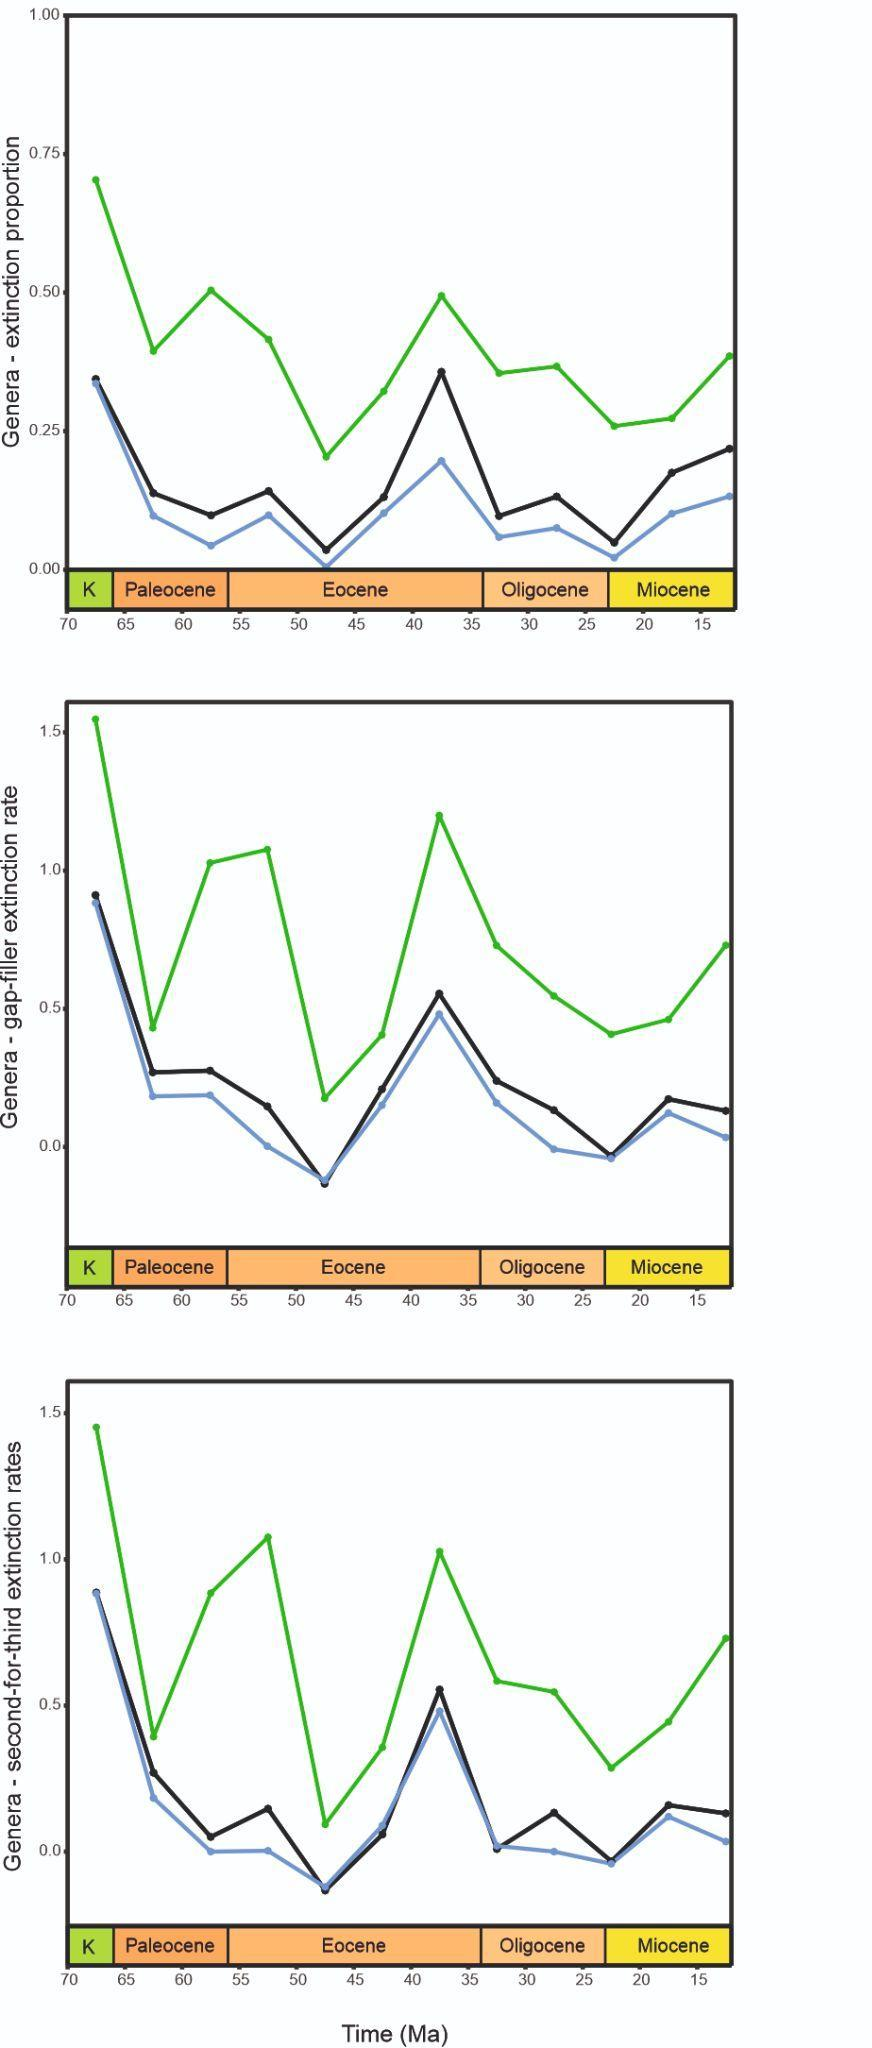 Genera - extinction proportion
1.00
0.75
0.50
0.25
0.00
K Paleocene Eocene Oligocene Miocene
70 65 60 55 50 45 40 35 30 25 20 15
Genera - gap-filler extinction rate
1.5
1.0
0.5
0.0
K Paleocene Eocene Oligocene Miocene
70 65 60 55 50 45 40 35 30 25 20 15
Genera - second-for-third extinction rates
1.5
1.0
0.5
0.0
K Paleocene Eocene Oligocene Miocene
70 65 60 55 50 45 40 35 30 25 20 15
Time (Ma)